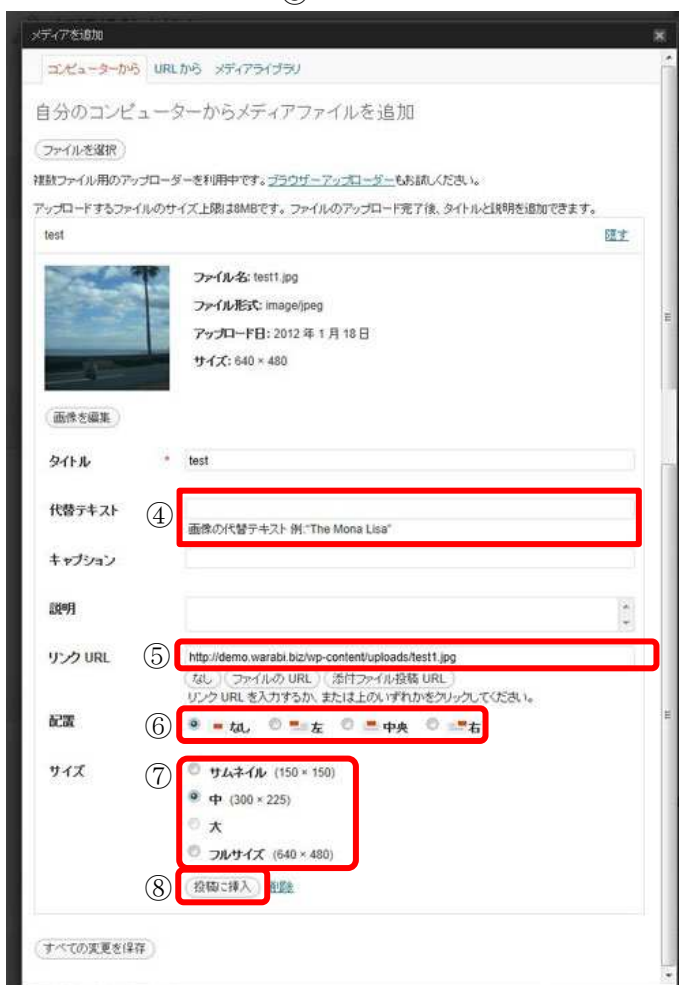 メディアを追加
コンピューターから URLから メディアライブラリ
自分のコンピューターからメディアファイルを追加
ファイルを選択
複数ファイル用のアップローダーを利用中です。ブラウザーアップローダーもお試しください。
アップロードするファイルのサイズ上限は8MBです。ファイルのアップロード完了後、タイトルと説明を追加できます。
test 隠す
ファイル名: test1.jpg
ファイル形式: image/jpeg
アップロード日: 2012 年 1 月 18 日
サイズ: 640 × 480
画像を編集
タイトル * test
代替テキスト ④
画像の代替テキスト 例:“The Mona Lisa”
キャプション
説明
リンク URL ⑤ http://demo.warabi.biz/wp-content/uploads/test1.jpg
なし ファイルの URL 添付ファイル投稿 URL
リンク URL を入力するか、または上のいずれかをクリックしてください。
配置 ⑥ なし 左 中央 右
サイズ ⑦ サムネイル (150 × 150)
中 (300 × 225)
大
フルサイズ (640 × 480)
⑧ 投稿に挿入 削除
すべての変更を保存